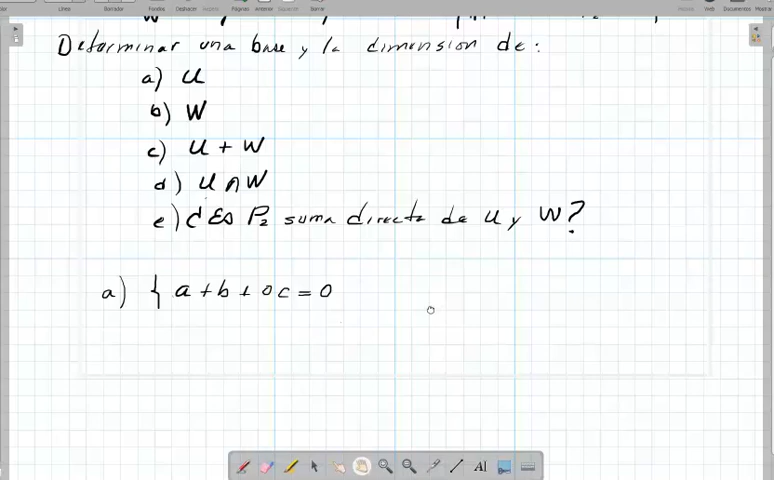 Determinar una base y la dimension de:
a) U
b) W
c) U + W
d) U ∩ W
e) ¿Es P₂ suma directa de U y W?
a) { a + b + 0c = 0